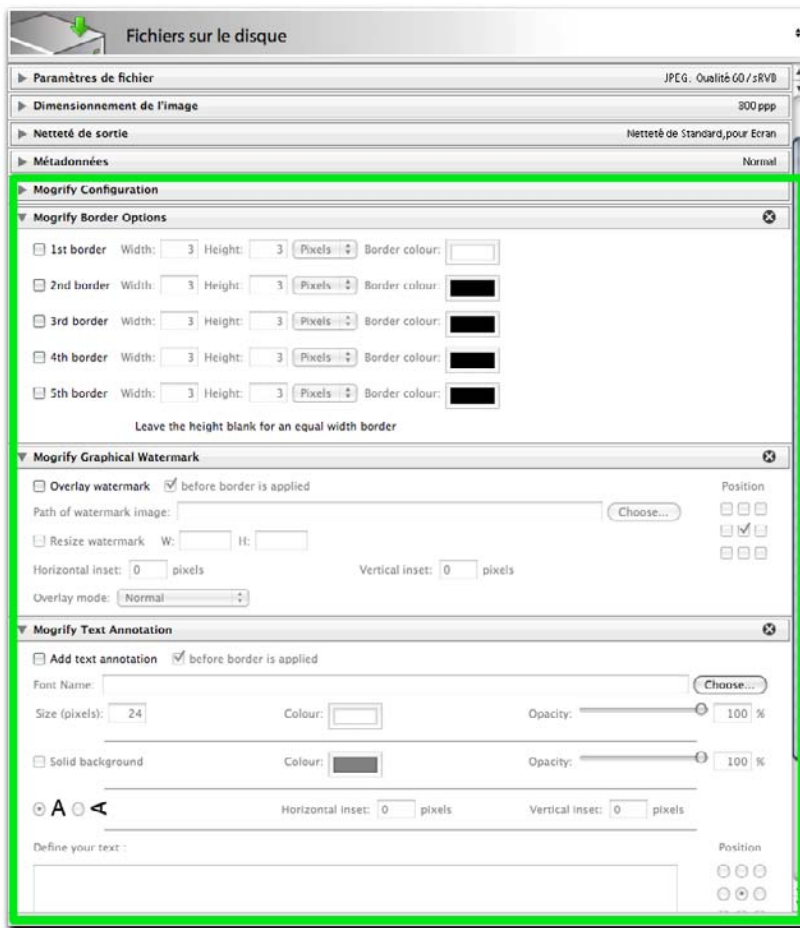 Fichiers sur le disque
Paramètres de fichier JPEG. Qualité 60 / sRVB
Dimensionnement de l'image 300 ppp
Netteté de sortie Netteté de Standard,pour Ecran
Métadonnées Normal
Mogrify Configuration
Mogrify Border Options
1st border Width: 3 Height: 3 Pixels Border colour:
2nd border Width: 3 Height: 3 Pixels Border colour:
3rd border Width: 3 Height: 3 Pixels Border colour:
4th border Width: 3 Height: 3 Pixels Border colour:
5th border Width: 3 Height: 3 Pixels Border colour:
Leave the height blank for an equal width border
Mogrify Graphical Watermark
Overlay watermark before border is applied Position
Path of watermark image: Choose...
Resize watermark W: H:
Horizontal inset: 0 pixels Vertical inset: 0 pixels
Overlay mode: Normal
Mogrify Text Annotation
Add text annotation before border is applied
Font Name: Choose...
Size (pixels): 24 Colour: Opacity: 100 %
Solid background Colour: Opacity: 100 %
A A Horizontal inset: 0 pixels Vertical inset: 0 pixels
Define your text : Position